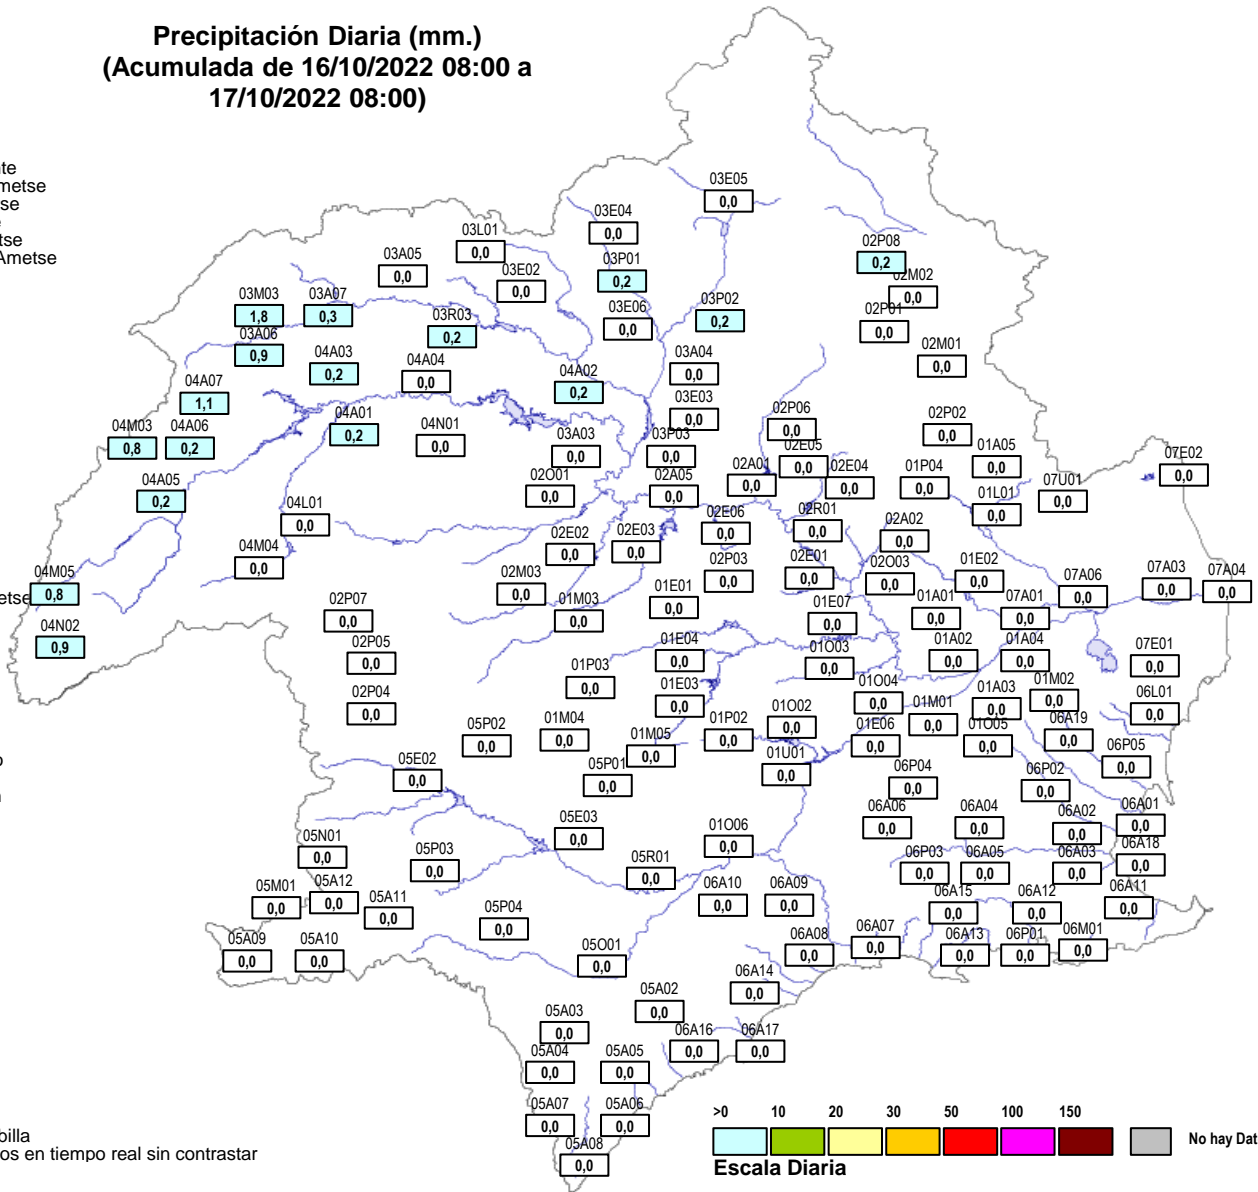 Precipitación Diaria (mm.)
(Acumulada de 16/10/2022 08:00 a
17/10/2022 08:00)
nte
metse
tse
e
tse
Ametse
03E05
0,0
03E04
0,0
03L01
0,0
03A05
0,0
03E02
0,0
03P01
0,2
02P08
0,2
02M02
0,0
03M03
1,8
03A07
0,3
03R03
0,2
03E06
0,0
03P02
0,2
02P01
0,0
03A06
0,9
04A03
0,2
04A04
0,0
03A04
0,0
02M01
0,0
04A07
1,1
04A02
0,2
03E03
0,0
04M03
0,8
04A06
0,2
04A01
0,2
04N01
0,0
03A03
0,0
03P03
0,0
02P06
0,0
02P02
0,0
02E05
0,0
01A05
0,0
07E02
0,0
04A05
0,2
02O01
0,0
02A05
0,0
02A01
0,0
02E04
0,0
01P04
0,0
07U01
0,0
01L01
0,0
04L01
0,0
02E06
0,0
02R01
0,0
02A02
0,0
04M04
0,0
02E02
0,0
02E03
0,0
04M05
0,8
etse
02M03
0,0
02P03
0,0
02E01
0,0
02O03
0,0
01E02
0,0
07A06
0,0
07A03
0,0
07A04
0,0
02P07
0,0
01M03
0,0
01E01
0,0
01E07
0,0
01A01
0,0
07A01
0,0
04N02
0,9
02P05
0,0
01E04
0,0
01O03
0,0
01A02
0,0
01A04
0,0
07E01
0,0
01P03
0,0
02P04
0,0
01E03
0,0
01O04
0,0
01A03
0,0
01M02
0,0
06L01
0,0
05P02
0,0
01M04
0,0
01M05
0,0
01P02
0,0
01O02
0,0
01M01
0,0
01E06
0,0
01O05
0,0
06A19
0,0
o
05E02
0,0
05P01
0,0
01U01
0,0
06P04
0,0
06P02
0,0
06P05
0,0
05E03
0,0
01O06
0,0
06A06
0,0
06A04
0,0
06A02
0,0
06A01
0,0
05N01
0,0
05P03
0,0
05R01
0,0
06P03
0,0
06A05
0,0
06A03
0,0
06A18
0,0
05M01
0,0
05A12
0,0
05A11
0,0
06A10
0,0
06A09
0,0
06A15
0,0
06A12
0,0
06A11
0,0
05P04
0,0
05A09
0,0
05A10
0,0
05O01
0,0
06A08
0,0
06A07
0,0
06A13
0,0
06P01
0,0
06M01
0,0
06A14
0,0
05A02
0,0
05A03
0,0
06A16
0,0
06A17
0,0
05A04
0,0
05A05
0,0
05A07
0,0
05A06
0,0
05A08
0,0
billa
os en tiempo real sin contrastar
>0 10 20 30 50 100 150
No hay Dat
Escala Diaria